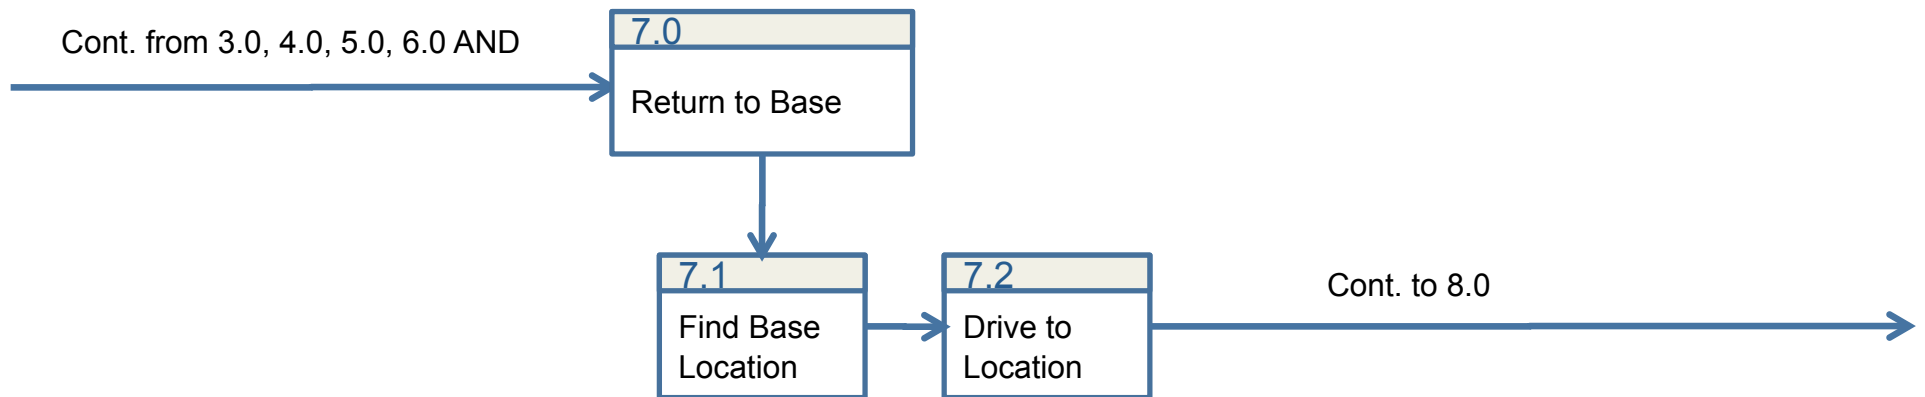 Cont. from 3.0, 4.0, 5.0, 6.0 AND
7.0
Return to Base
7.1
Find Base
Location
7.2
Drive to
Location
Cont. to 8.0